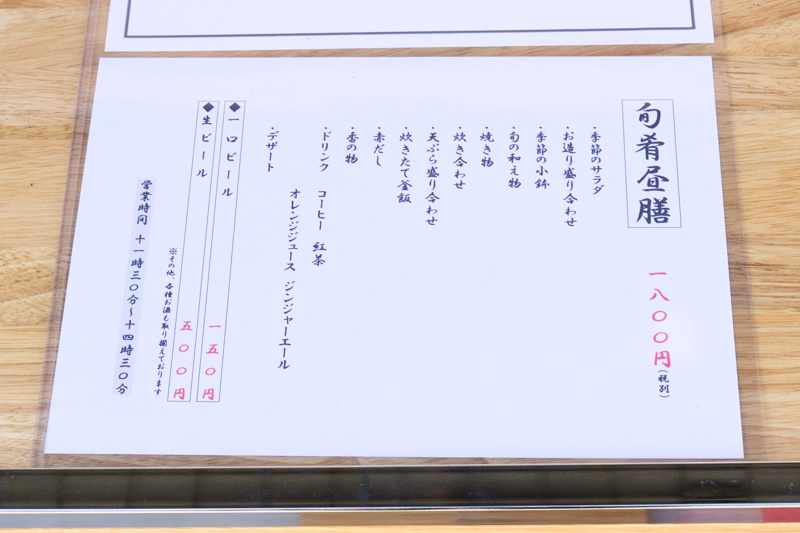 旬肴昼膳
一八〇〇円(税別)
・季節のサラダ
・お造り盛り合わせ
・季節の小鉢
・旬の和え物
・焼き物
・炊き合わせ
・天ぷら盛り合わせ
・炊きたて釜飯
・赤だし
・香の物
・ドリンク コーヒー 紅茶
オレンジジュース ジンジャーエール
・デザート
◆一口ビール 一五〇円
◆生ビール 五〇〇円
※その他、各種お酒も取り揃えております
営業時間 十一時三〇分～十四時三〇分